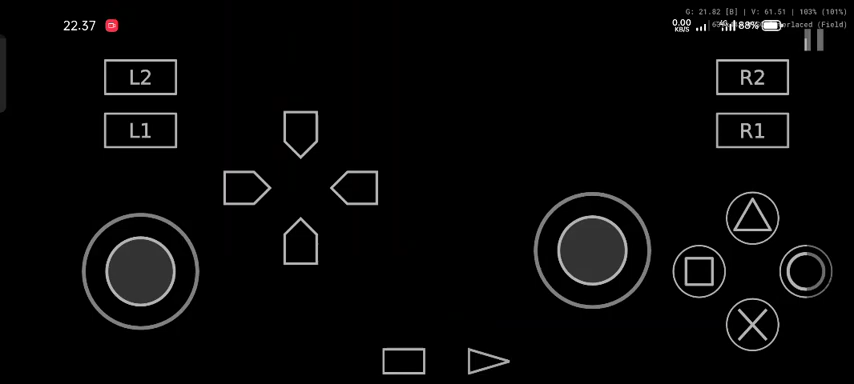 G: 21.82 [B] | V: 61.51 | 103% (101%)
22.37
0.00
KB/S
88%
erlaced (Field)
L2
R2
L1
R1